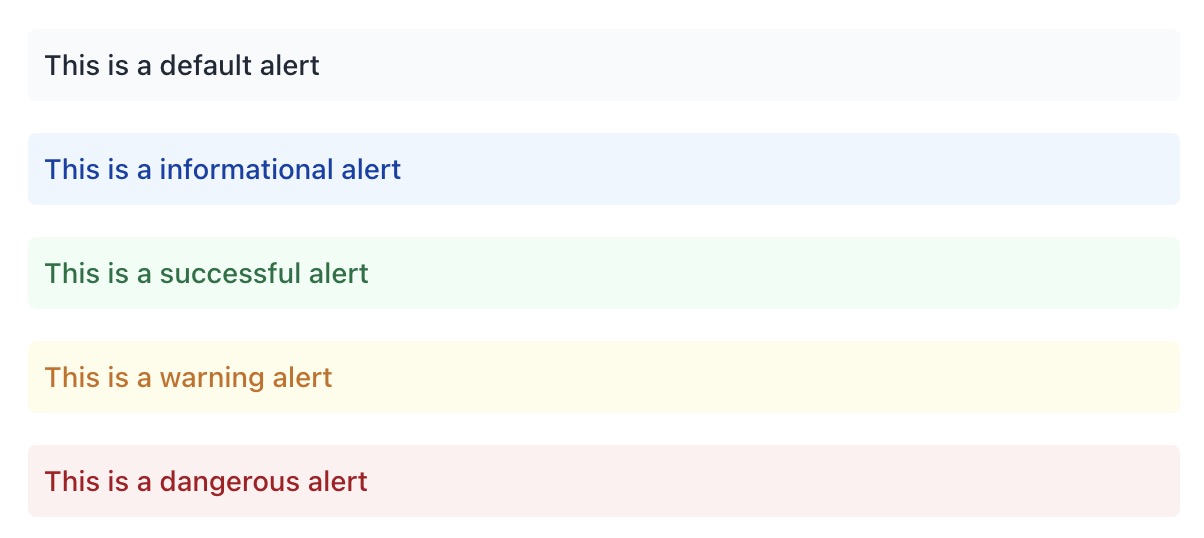 This is a default alert
This is a informational alert
This is a successful alert
This is a warning alert
This is a dangerous alert